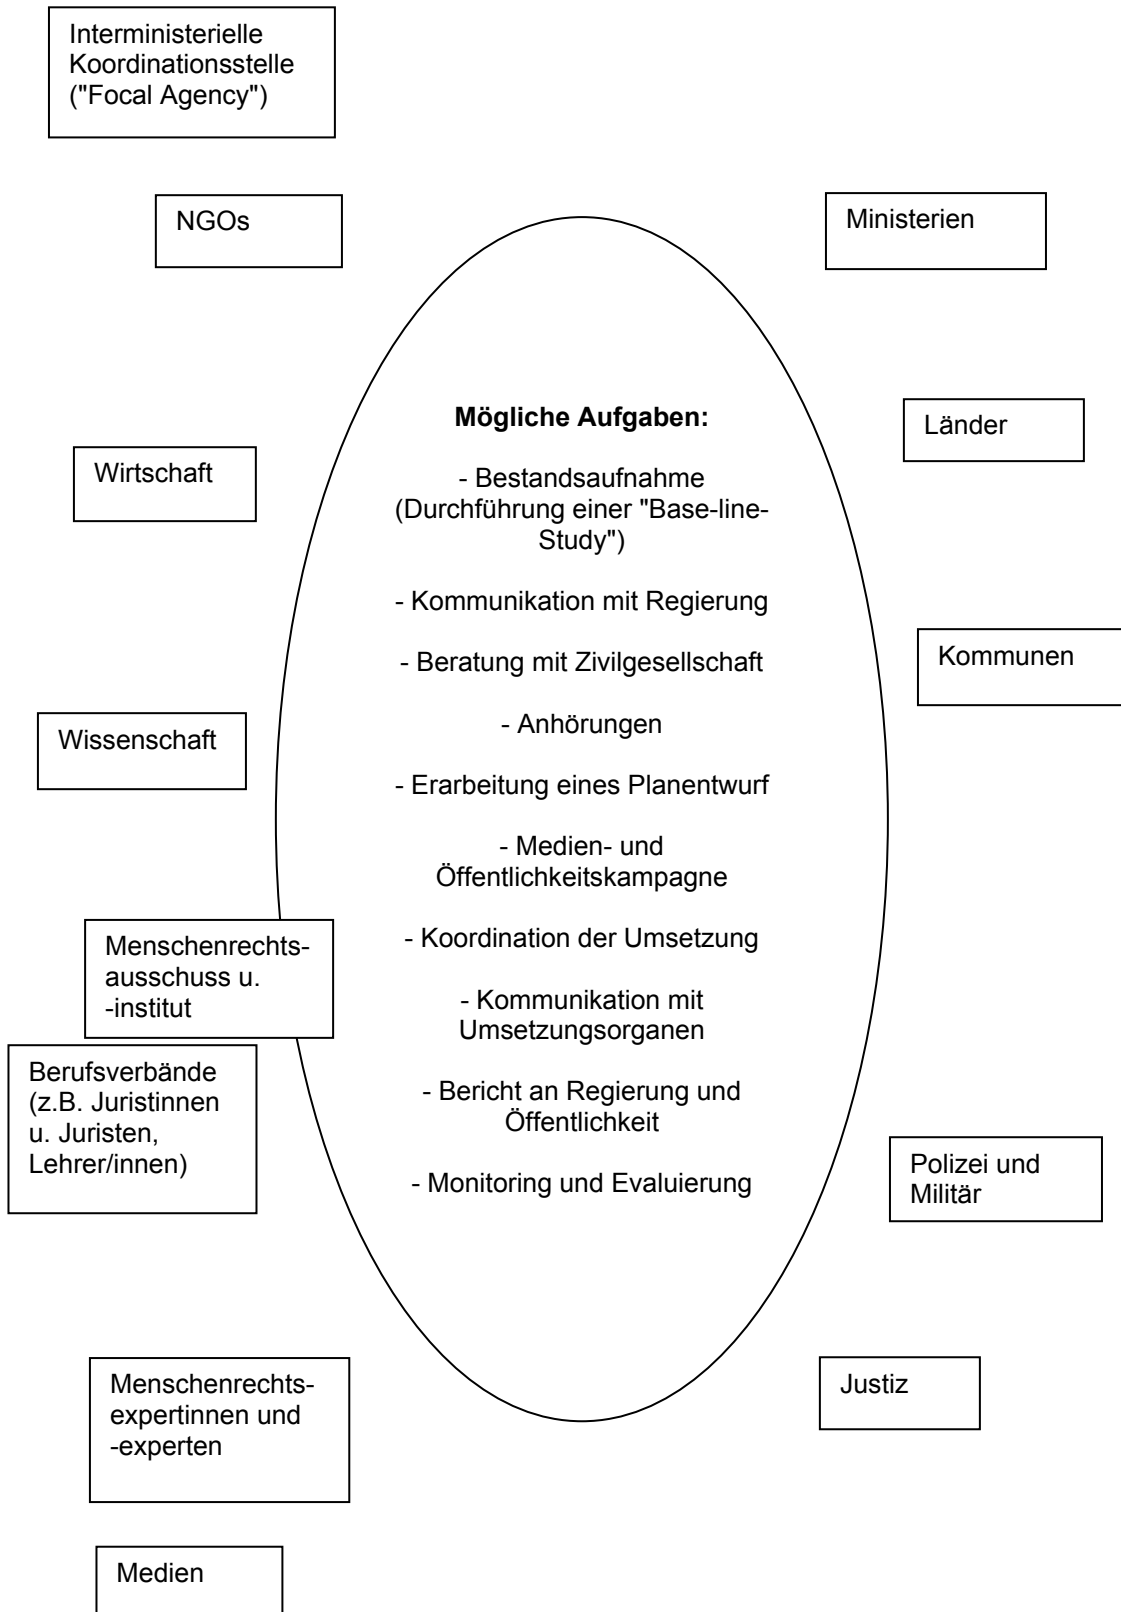 Interministerielle
Koordinationsstelle
("Focal Agency")
NGOs
Ministerien
Mögliche Aufgaben:
Länder
Wirtschaft
- Bestandsaufnahme
(Durchführung einer "Base-line-
Study")
- Kommunikation mit Regierung
- Beratung mit Zivilgesellschaft
Kommunen
- Anhörungen
Wissenschaft
- Erarbeitung eines Planentwurf
- Medien- und
Öffentlichkeitskampagne
- Koordination der Umsetzung
Menschenrechts-
ausschuss u.
-institut
- Kommunikation mit
Umsetzungsorganen
Berufsverbände
(z.B. Juristinnen
u. Juristen,
Lehrer/innen)
- Bericht an Regierung und
Öffentlichkeit
- Monitoring und Evaluierung
Polizei und
Militär
Menschenrechts-
expertinnen und
-experten
Justiz
Medien